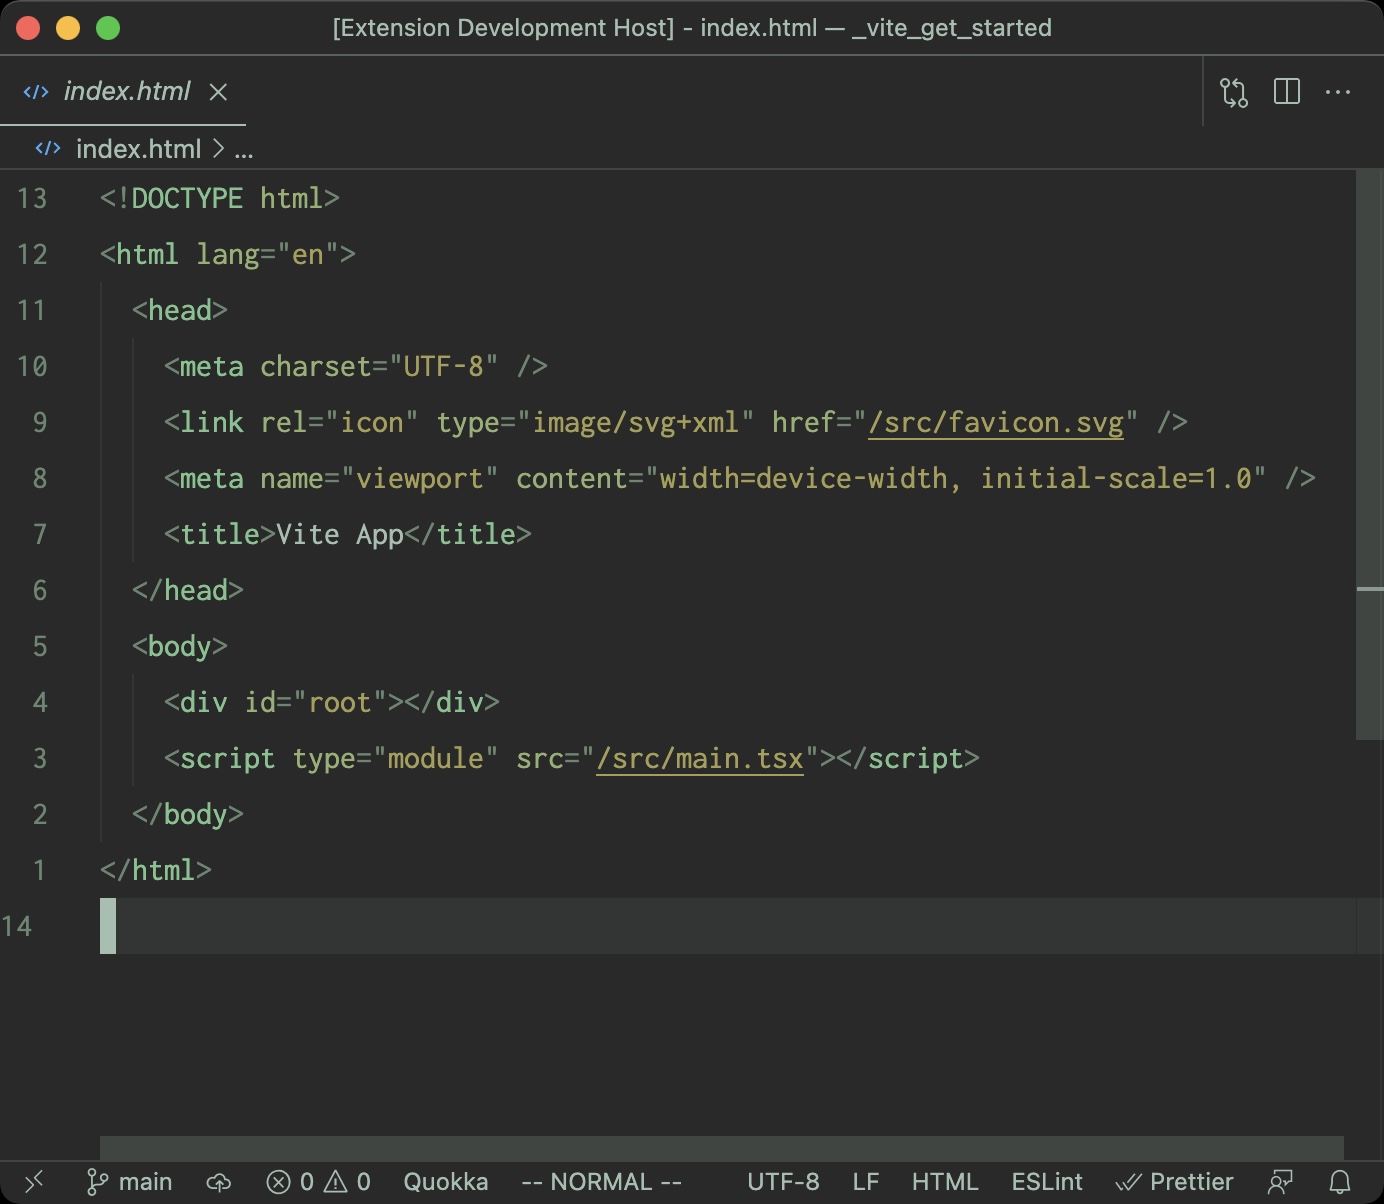 [Extension Development Host] - index.html — _vite_get_started
index.html
index.html > ...
13 <!DOCTYPE html>
12 <html lang="en">
11 <head>
10 <meta charset="UTF-8" />
9 <link rel="icon" type="image/svg+xml" href="/src/favicon.svg" />
8 <meta name="viewport" content="width=device-width, initial-scale=1.0" />
7 <title>Vite App</title>
6 </head>
5 <body>
4 <div id="root"></div>
3 <script type="module" src="/src/main.tsx"></script>
2 </body>
1 </html>
14
main 0 0 Quokka -- NORMAL -- UTF-8 LF HTML ESLint Prettier